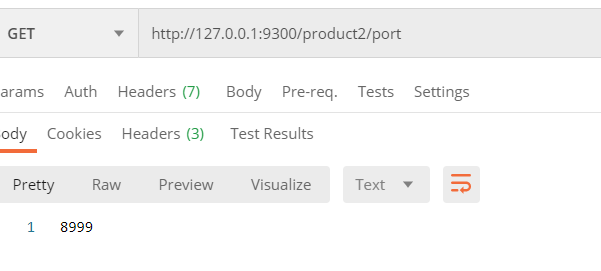 GET http://127.0.0.1:9300/product2/port
arams Auth Headers (7) Body Pre-req. Tests Settings
ody Cookies Headers (3) Test Results
Pretty Raw Preview Visualize Text
1 8999